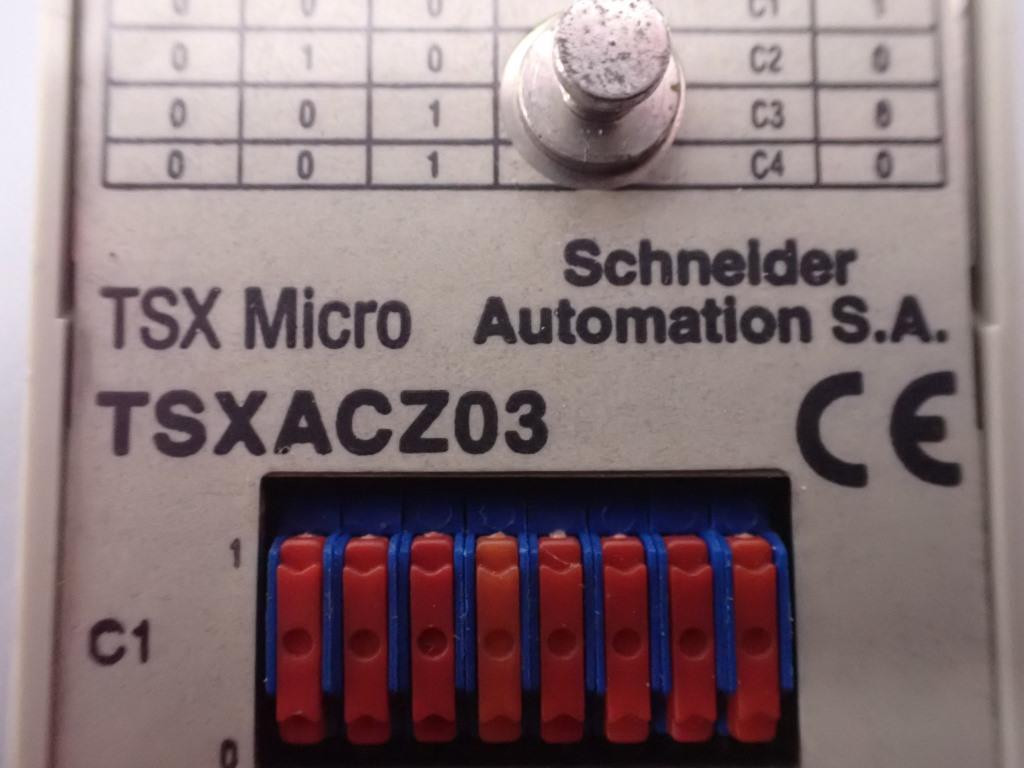 0 0 0 C1 1
0 1 0 C2 0
0 0 1 C3
0 0 1 C4 0
Schneider
TSX Micro Automation S.A.
TSXACZ03 CE
1
C1
0